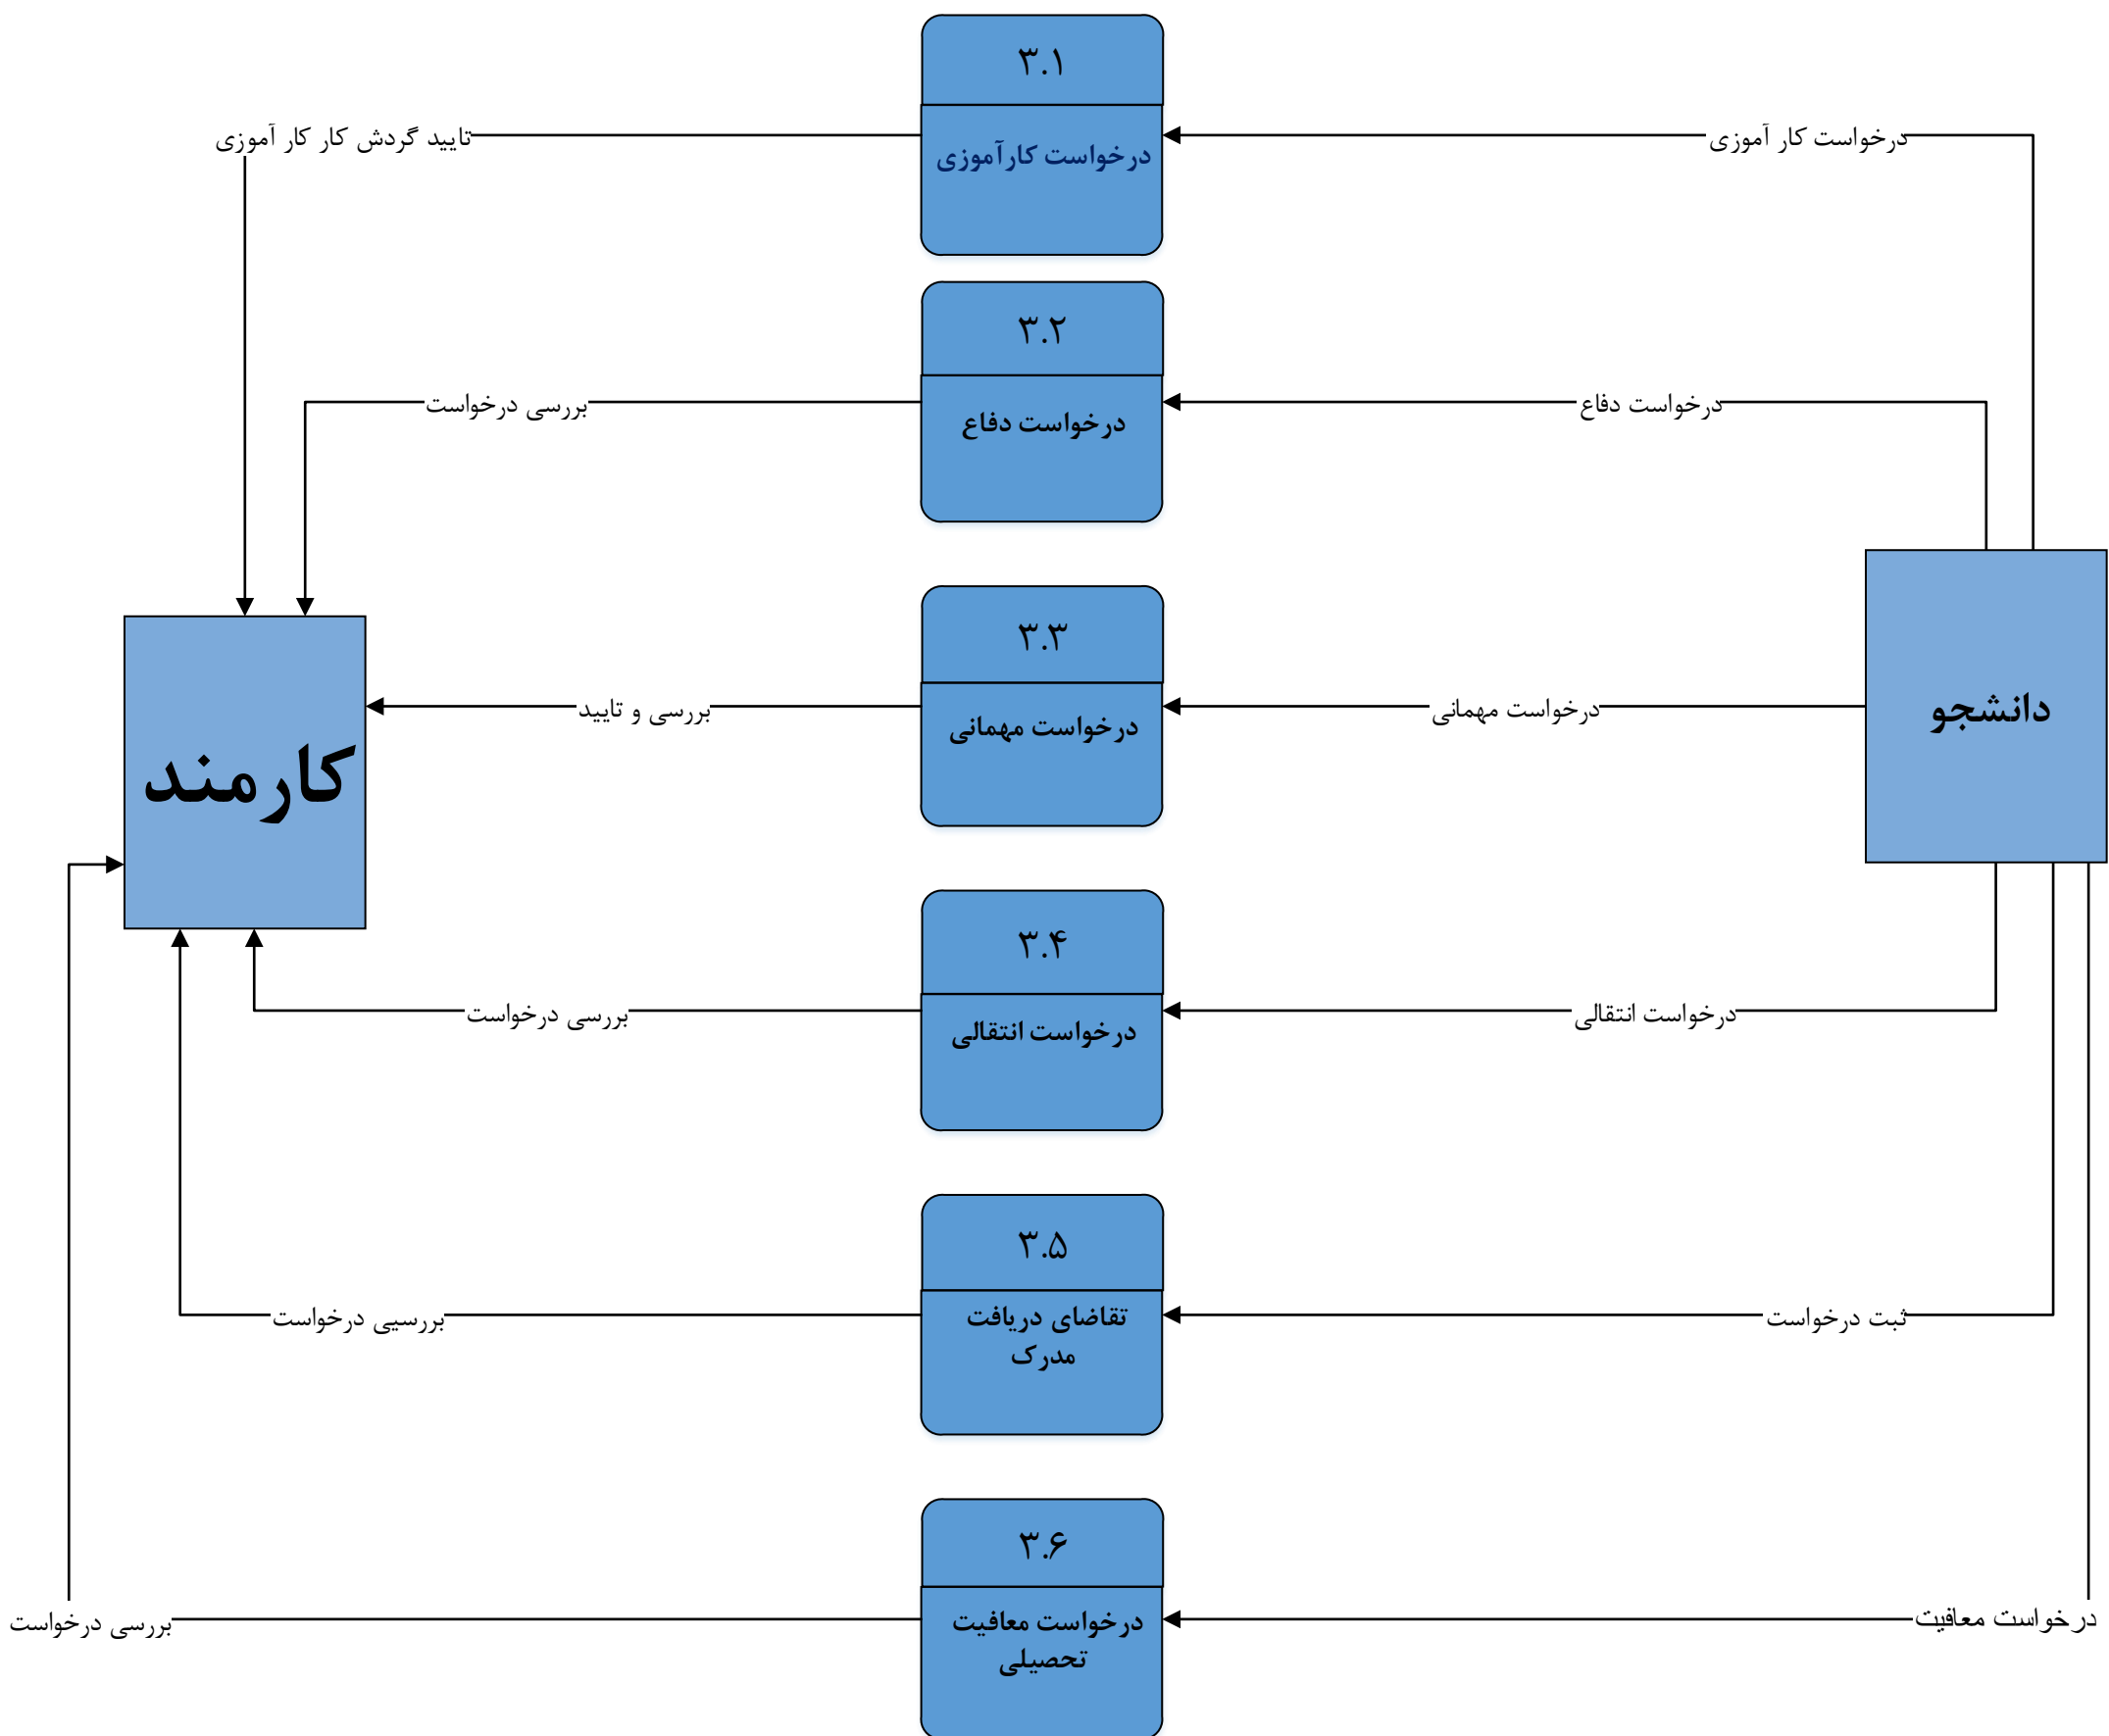 ۳.۱
درخواست کار آموزی
درخواست کارآموزی
تایید گردش کار کار آموزی
۳.۲
درخواست دفاع
درخواست دفاع
بررسی درخواست
۳.۳
دانشجو
درخواست مهمانی
درخواست مهمانی
بررسی و تایید
کارمند
۳.۴
درخواست انتقالی
درخواست انتقالی
بررسی درخواست
۳.۵
ثبت درخواست
تقاضای دریافت
مدرک
بررسیی درخواست
۳.۶
درخواست معافیت
درخواست معافیت
تحصیلی
بررسی درخواست